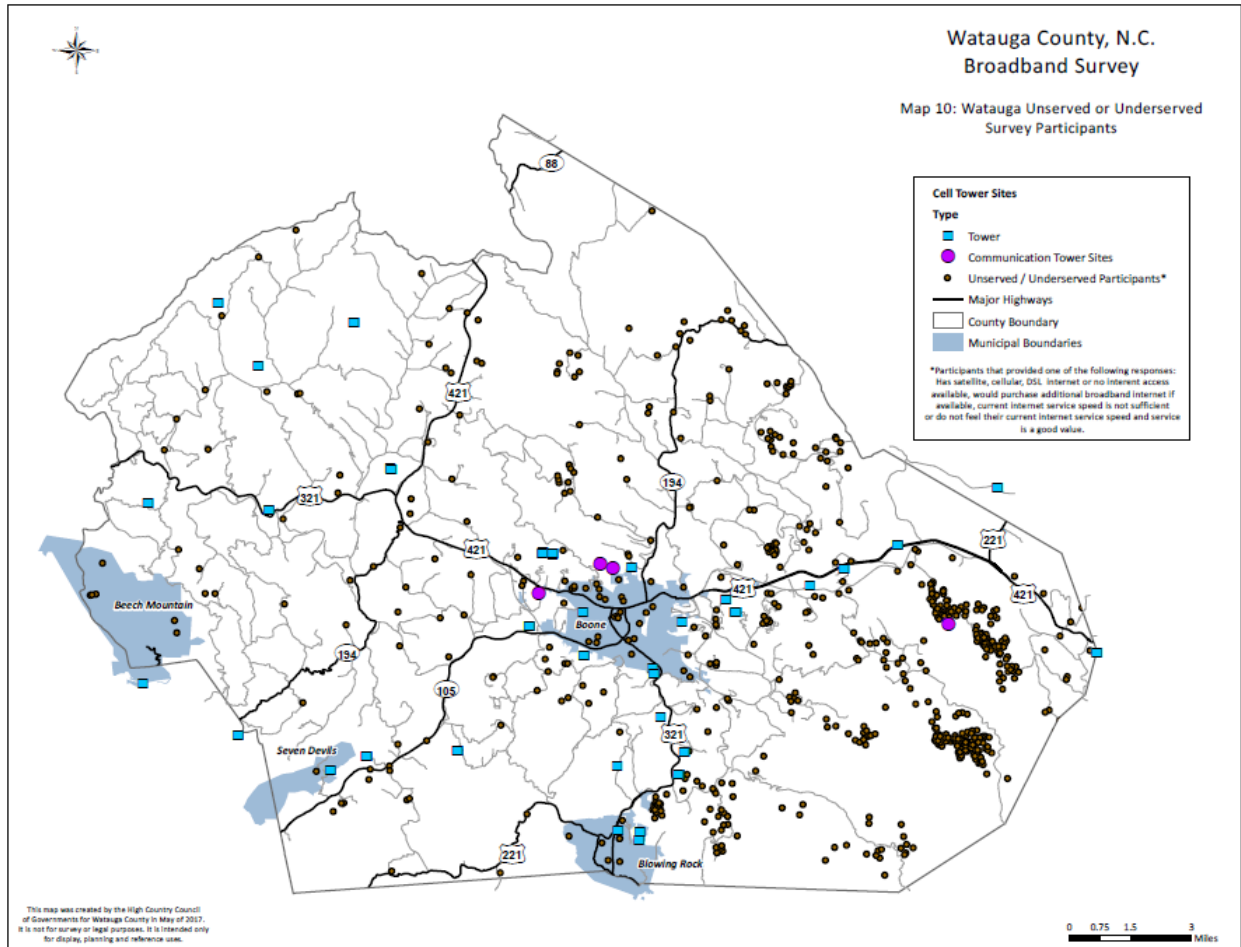 Watauga County, N.C.
Broadband Survey
Map 10: Watauga Unserved or Underserved
Survey Participants
Cell Tower Sites
Type
Tower
Communication Tower Sites
Unserved / Underserved Participants*
Major Highways
County Boundary
Municipal Boundaries
*Participants that provided one of the following responses:
Has satellite, cellular, DSL internet or no interent access
available, would purchase additional broadband internet if
available, current internet service speed is not sufficient
or do not feel their current internet service speed and service
is a good value.
88
421
194
321
421
221
421
421
Beech Mountain
Boone
194
105
321
Seven Devils
221
Blowing Rock
This map was created by the High Country Council
of Governments for Watauga County in May of 2017.
It is not for survey or legal purposes. It is intended only
for display, planning and reference uses.
0 0.75 1.5 3
Miles